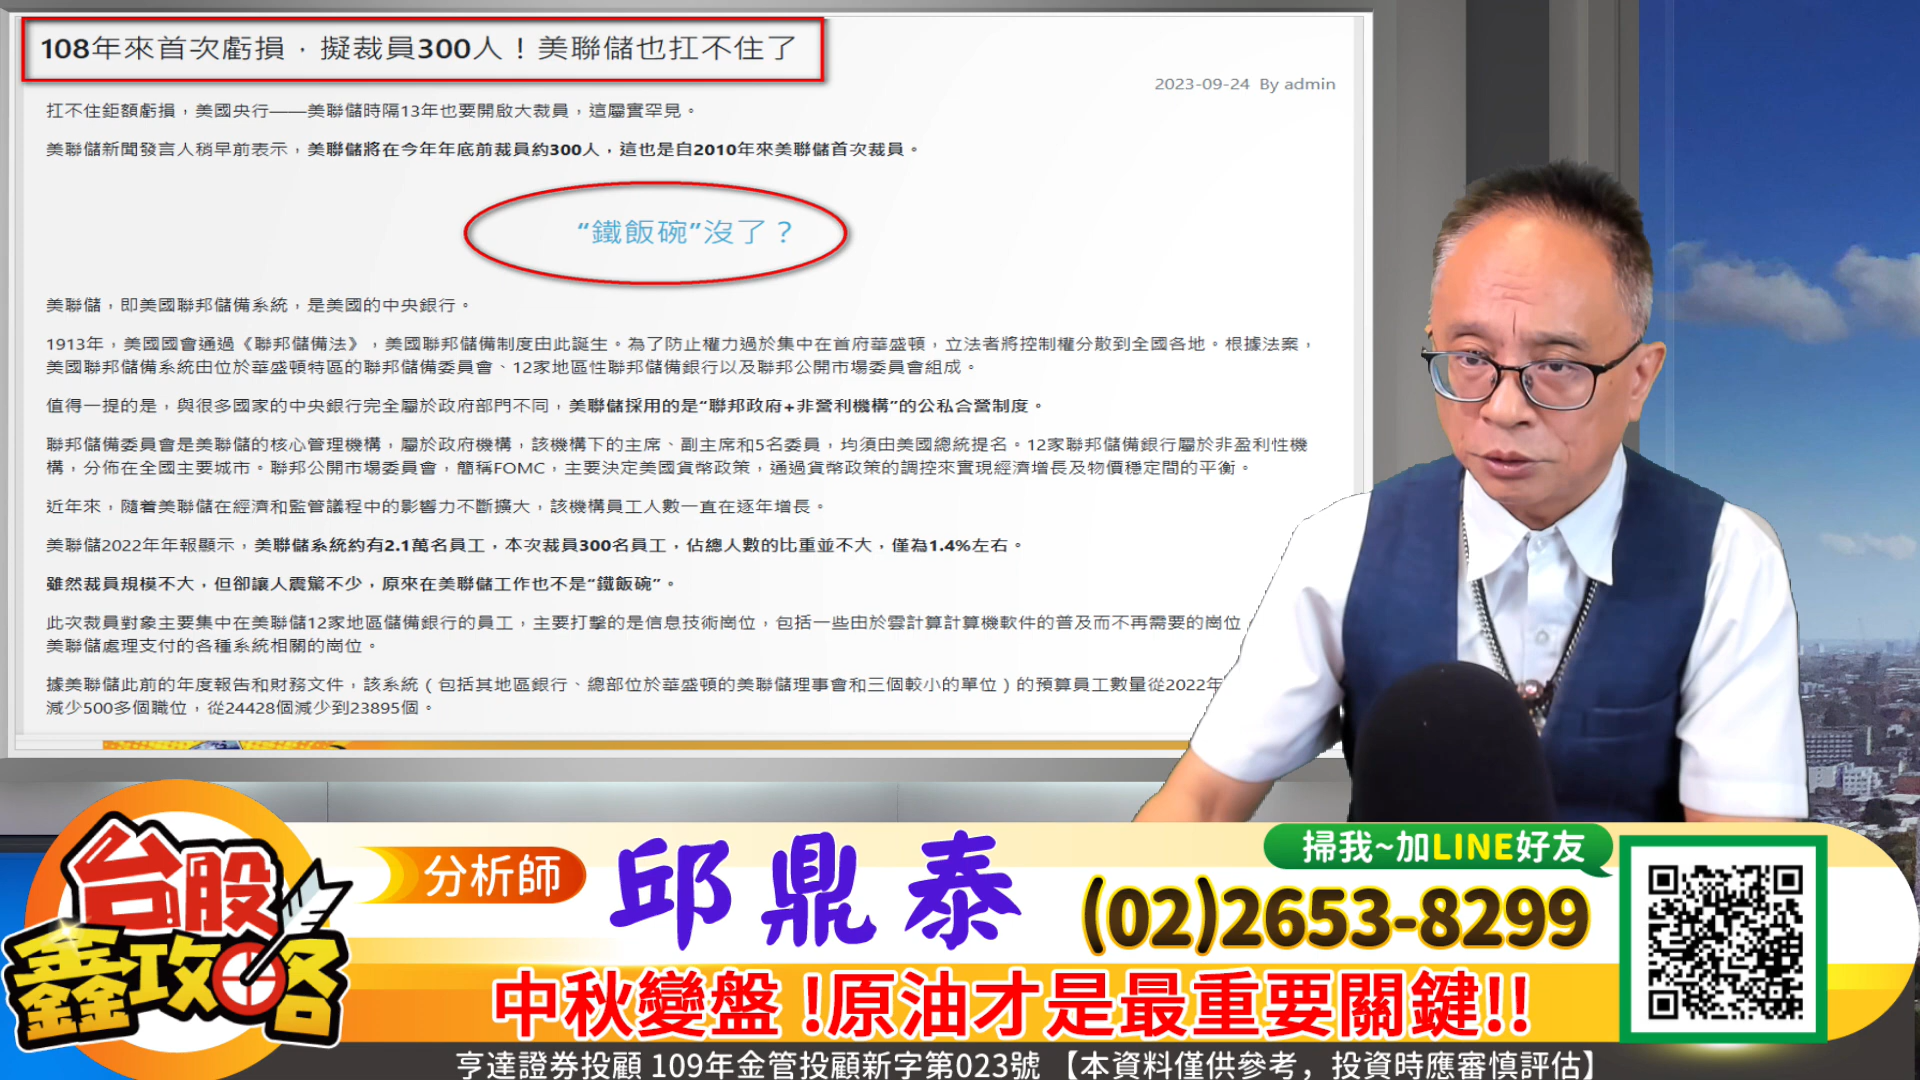 108年來首次虧損，擬裁員300人！美聯儲也扛不住了
2023-09-24 By admin
扛不住鉅額虧損，美國央行——美聯儲時隔13年也要開啟大裁員，這屬實罕見。
美聯儲新聞發言人稍早前表示，美聯儲將在今年年底前裁員約300人，這也是自2010年來美聯儲首次裁員。
“鐵飯碗”沒了？
美聯儲，即美國聯邦儲備系統，是美國的中央銀行。
1913年，美國國會通過《聯邦儲備法》，美國聯邦儲備制度由此誕生。為了防止權力過於集中在首府華盛頓，立法者將控制權分散到全國各地。根據法案，
美國聯邦儲備系統由位於華盛頓特區的聯邦儲備委員會、12家地區性聯邦儲備銀行以及聯邦公開市場委員會組成。
值得一提的是，與很多國家的中央銀行完全屬於政府部門不同，美聯儲採用的是“聯邦政府+非營利機構”的公私合營制度。
聯邦儲備委員會是美聯儲的核心管理機構，屬於政府機構，該機構下的主席、副主席和5名委員，均須由美國總統提名。12家聯邦儲備銀行屬於非盈利性機
構，分佈在全國主要城市。聯邦公開市場委員會，簡稱FOMC，主要決定美國貨幣政策，通過貨幣政策的調控來實現經濟增長及物價穩定間的平衡。
近年來，隨着美聯儲在經濟和監管議程中的影響力不斷擴大，該機構員工人數一直在逐年增長。
美聯儲2022年年報顯示，美聯儲系統約有2.1萬名員工，本次裁員300名員工，佔總人數的比重並不大，僅為1.4%左右。
雖然裁員規模不大，但卻讓人震驚不少，原來在美聯儲工作也不是“鐵飯碗”。
此次裁員對象主要集中在美聯儲12家地區儲備銀行的員工，主要打擊的是信息技術崗位，包括一些由於雲計算計算機軟件的普及而不再需要的崗位
美聯儲處理支付的各種系統相關的崗位。
據美聯儲此前的年度報告和財務文件，該系統（包括其地區銀行、總部位於華盛頓的美聯儲理事會和三個較小的單位）的預算員工數量從2022年
減少500多個職位，從24428個減少到23895個。
台股
鑫攻略
分析師
邱鼎泰
掃我~加LINE好友
(02)2653-8299
中秋變盤!原油才是最重要關鍵!!
亨達證券投顧 109年金管投顧新字第023號 【本資料僅供參考，投資時應審慎評估】